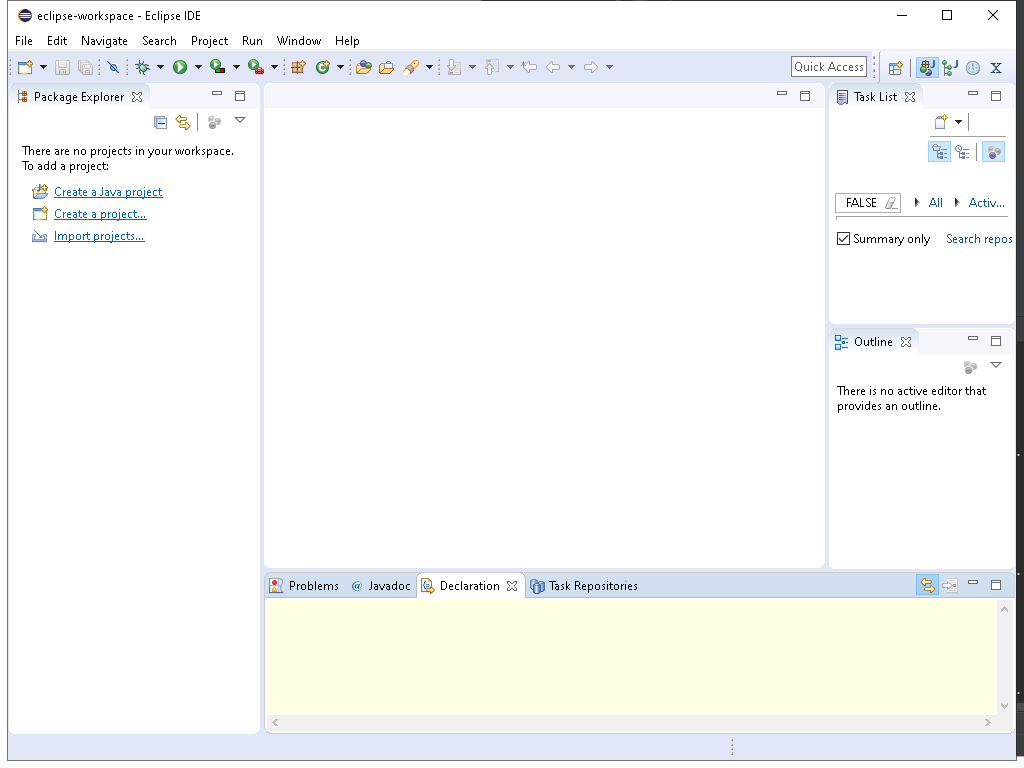 eclipse-workspace - Eclipse IDE
File Edit Navigate Search Project Run Window Help
Quick Access
Package Explorer
There are no projects in your workspace.
To add a project:
Create a Java project
Create a project...
Import projects...
Task List
FALSE All Activ...
Summary only Search repos
Outline
There is no active editor that
provides an outline.
Problems @ Javadoc Declaration Task Repositories